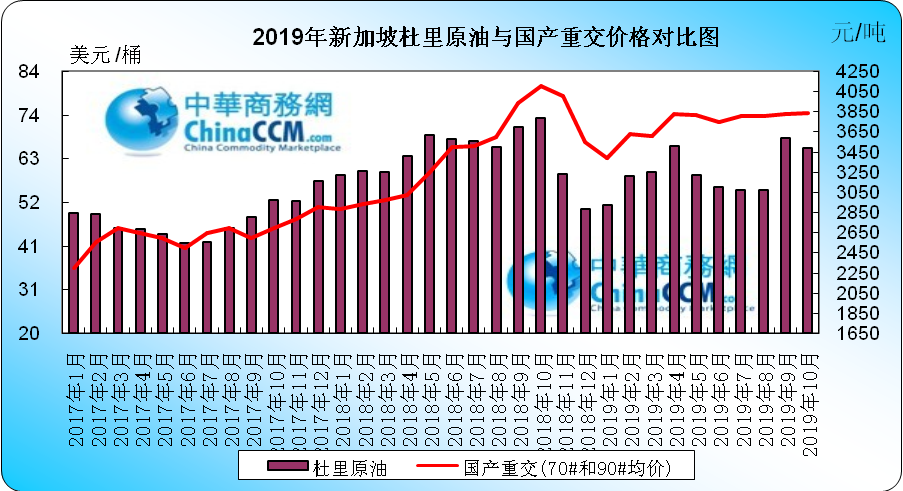 2019年新加坡杜里原油与国产重交价格对比图
美元/桶
元/吨
84
74
63
52
41
31
20
4250
4050
3850
3650
3450
3250
3050
2850
2650
2450
2250
2050
1850
1650
中華商務網
ChinaCCM.com
China Commodity Marketplace
中華商務網
ChinaCCM.com
China Commodity Marketplace
2017年1月
2017年2月
2017年3月
2017年4月
2017年5月
2017年6月
2017年7月
2017年8月
2017年9月
2017年10月
2017年11月
2017年12月
2018年1月
2018年2月
2018年3月
2018年4月
2018年5月
2018年6月
2018年7月
2018年8月
2018年9月
2018年10月
2018年11月
2018年12月
2019年1月
2019年2月
2019年3月
2019年4月
2019年5月
2019年6月
2019年7月
2019年8月
2019年9月
2019年10月
杜里原油
国产重交(70#和90#均价)